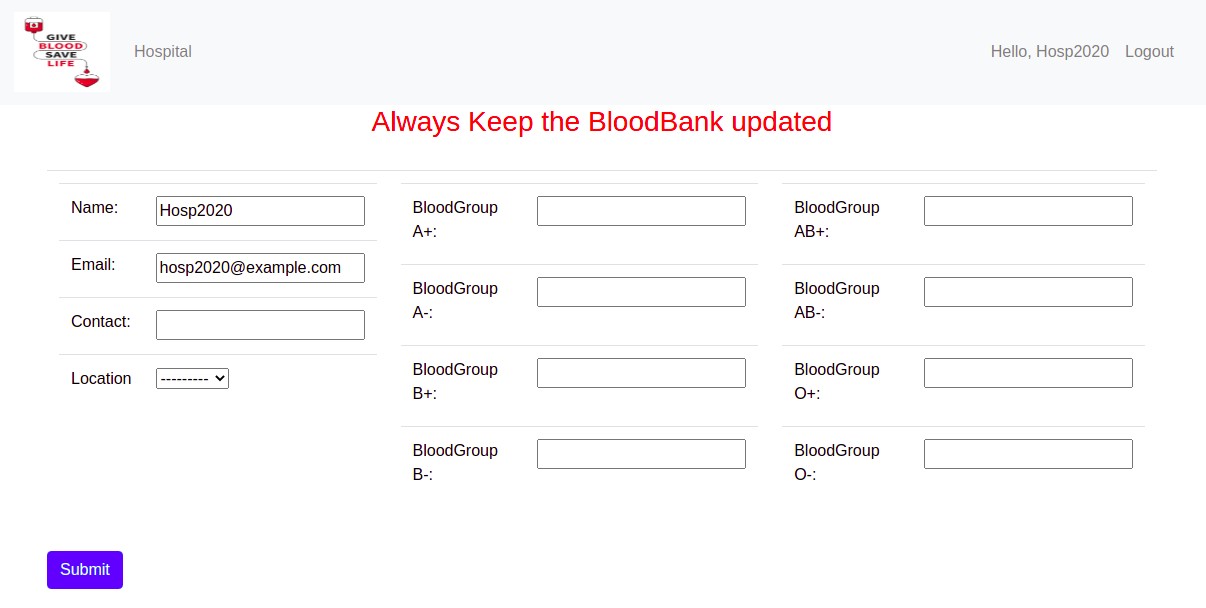 GIVE
BLOOD
SAVE
LIFE
Hospital
Hello, Hosp2020 Logout
Always Keep the BloodBank updated
Name: Hosp2020
Email: hosp2020@example.com
Contact:
Location ---------
BloodGroup
A+:
BloodGroup
A-:
BloodGroup
B+:
BloodGroup
B-:
BloodGroup
AB+:
BloodGroup
AB-:
BloodGroup
O+:
BloodGroup
O-:
Submit